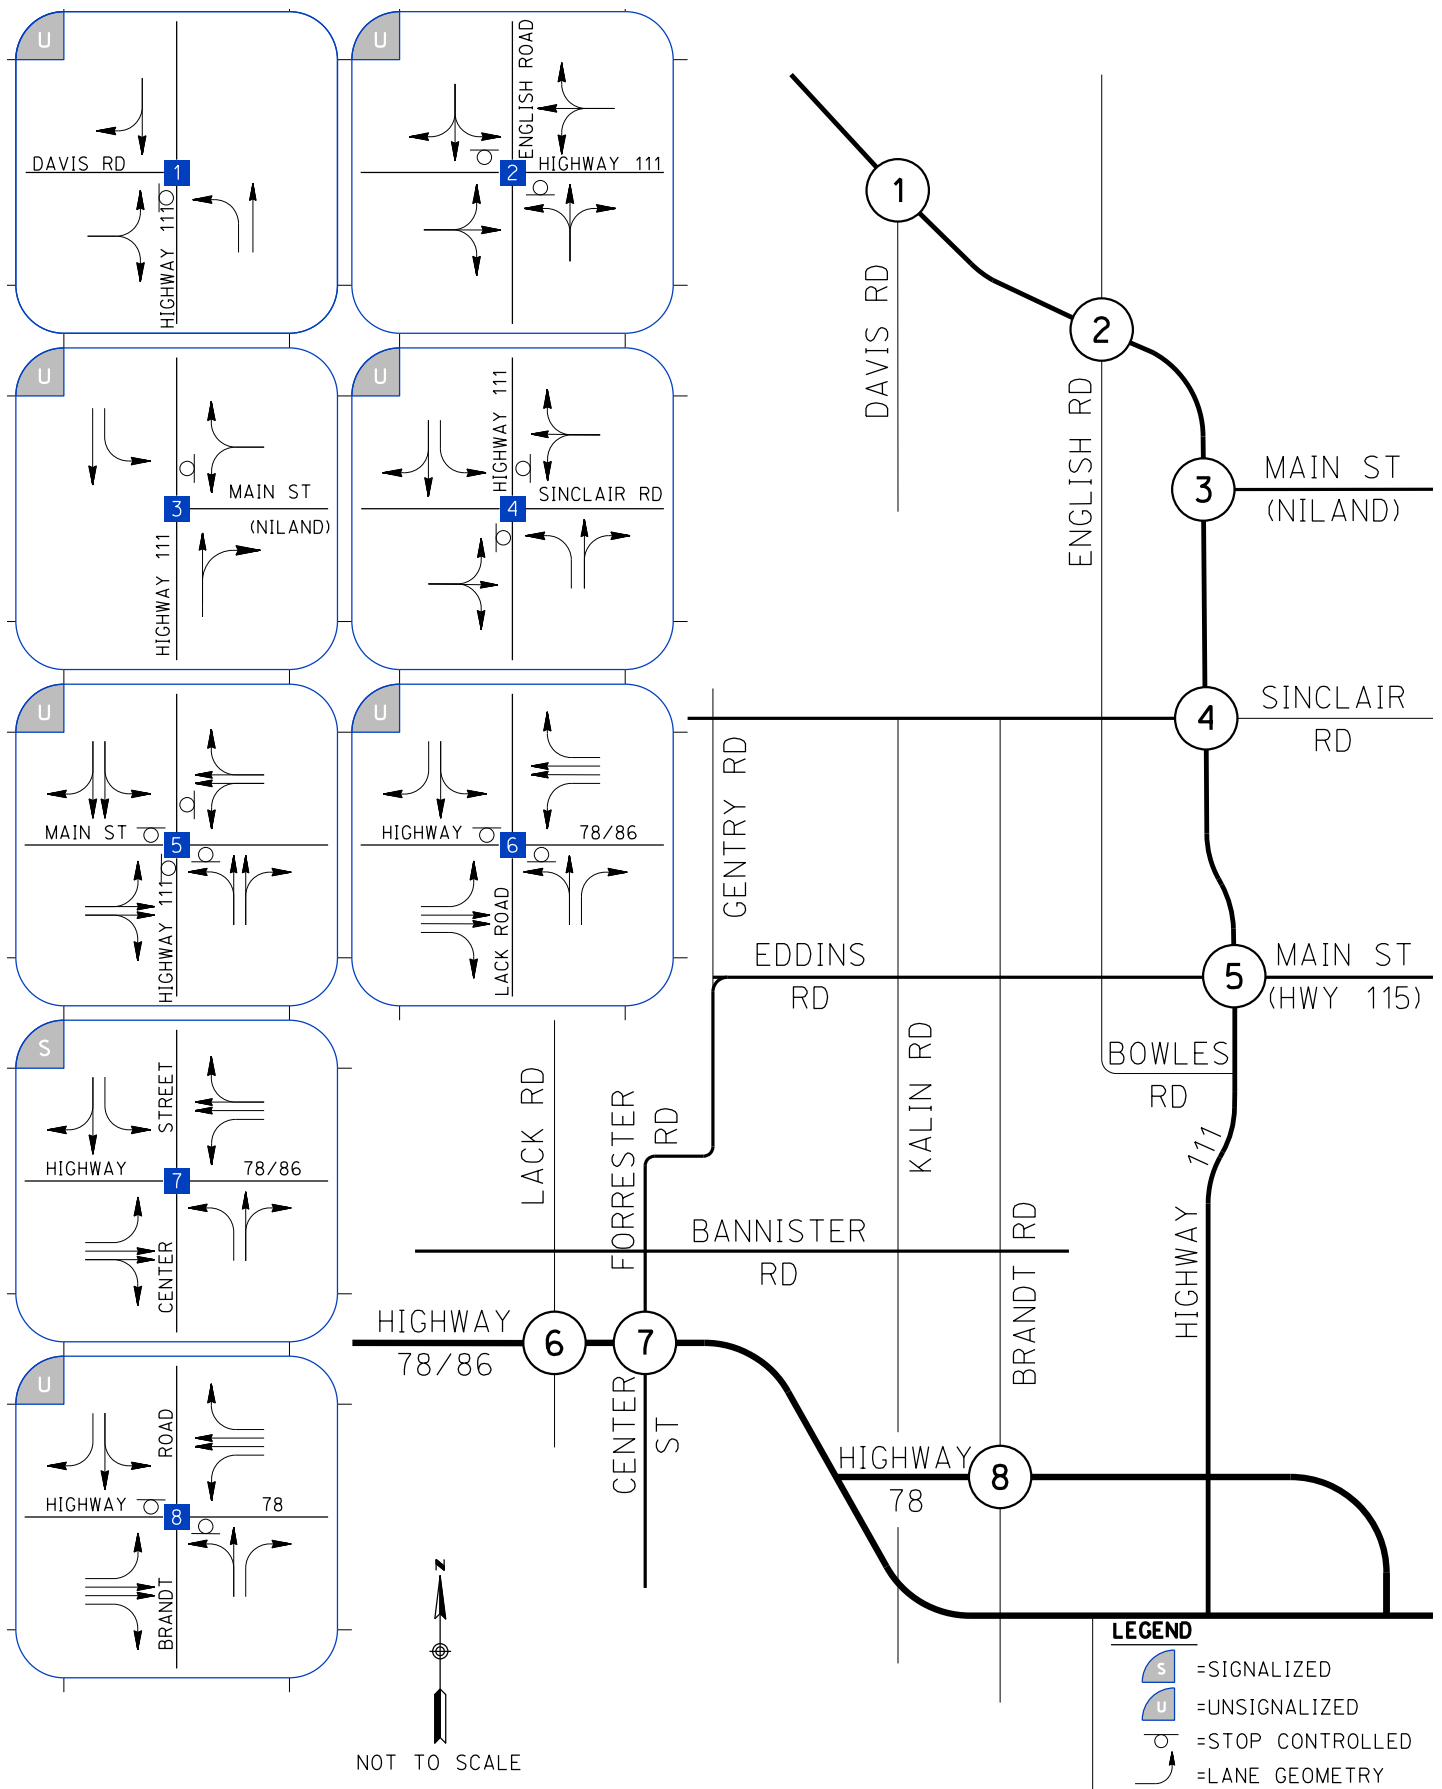 U
DAVIS RD
1
HIGHWAY 111
U
ENGLISH ROAD
HIGHWAY 111
2
U
MAIN ST
(NILAND)
3
HIGHWAY 111
U
HIGHWAY 111
SINCLAIR RD
4
U
MAIN ST
5
HIGHWAY 111
U
HIGHWAY 78/86
6
LACK ROAD
S
STREET
HIGHWAY 78/86
7
CENTER
U
ROAD
HIGHWAY 78
8
BRANDT
1
DAVIS RD
2
ENGLISH RD
3
MAIN ST
(NILAND)
4
SINCLAIR
RD
GENTRY RD
EDDINS
RD
5
MAIN ST
(HWY 115)
BOWLES
RD
KALIN RD
LACK RD
FORRESTER
RD
111
HIGHWAY
BANNISTER
RD
BRANDT RD
HIGHWAY
78/86
6
7
CENTER
ST
HIGHWAY
78
8
N
NOT TO SCALE
LEGEND
S =SIGNALIZED
U =UNSIGNALIZED
=STOP CONTROLLED
=LANE GEOMETRY